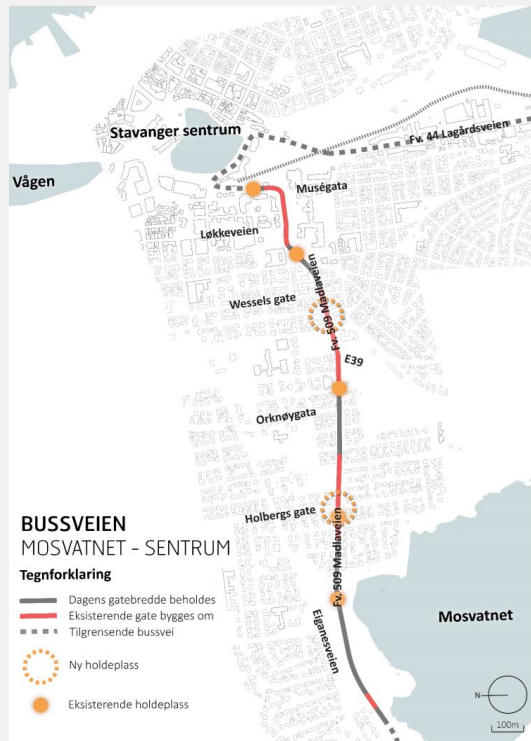 Stavanger sentrum
Fv. 44 Lagårdsveien
Vågen
Muségata
Løkkeveien
Wessels gate
Fv. 509 Madlaveien
E39
Orknøygata
Holbergs gate
Fv. 509 Madlaveien
Eiganesveien
Mosvatnet
BUSSVEIEN
MOSVATNET - SENTRUM
Tegnforklaring
Dagens gatebredde beholdes
Eksisterende gate bygges om
Tilgrensende bussvei
Ny holdeplass
Eksisterende holdeplass
N
100m